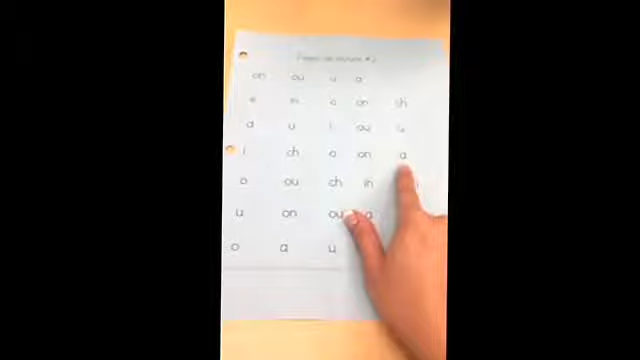 on ou u a
e in o on ch
d u i ou
i ch o on a
o ou ch in
u on ou a
o a u